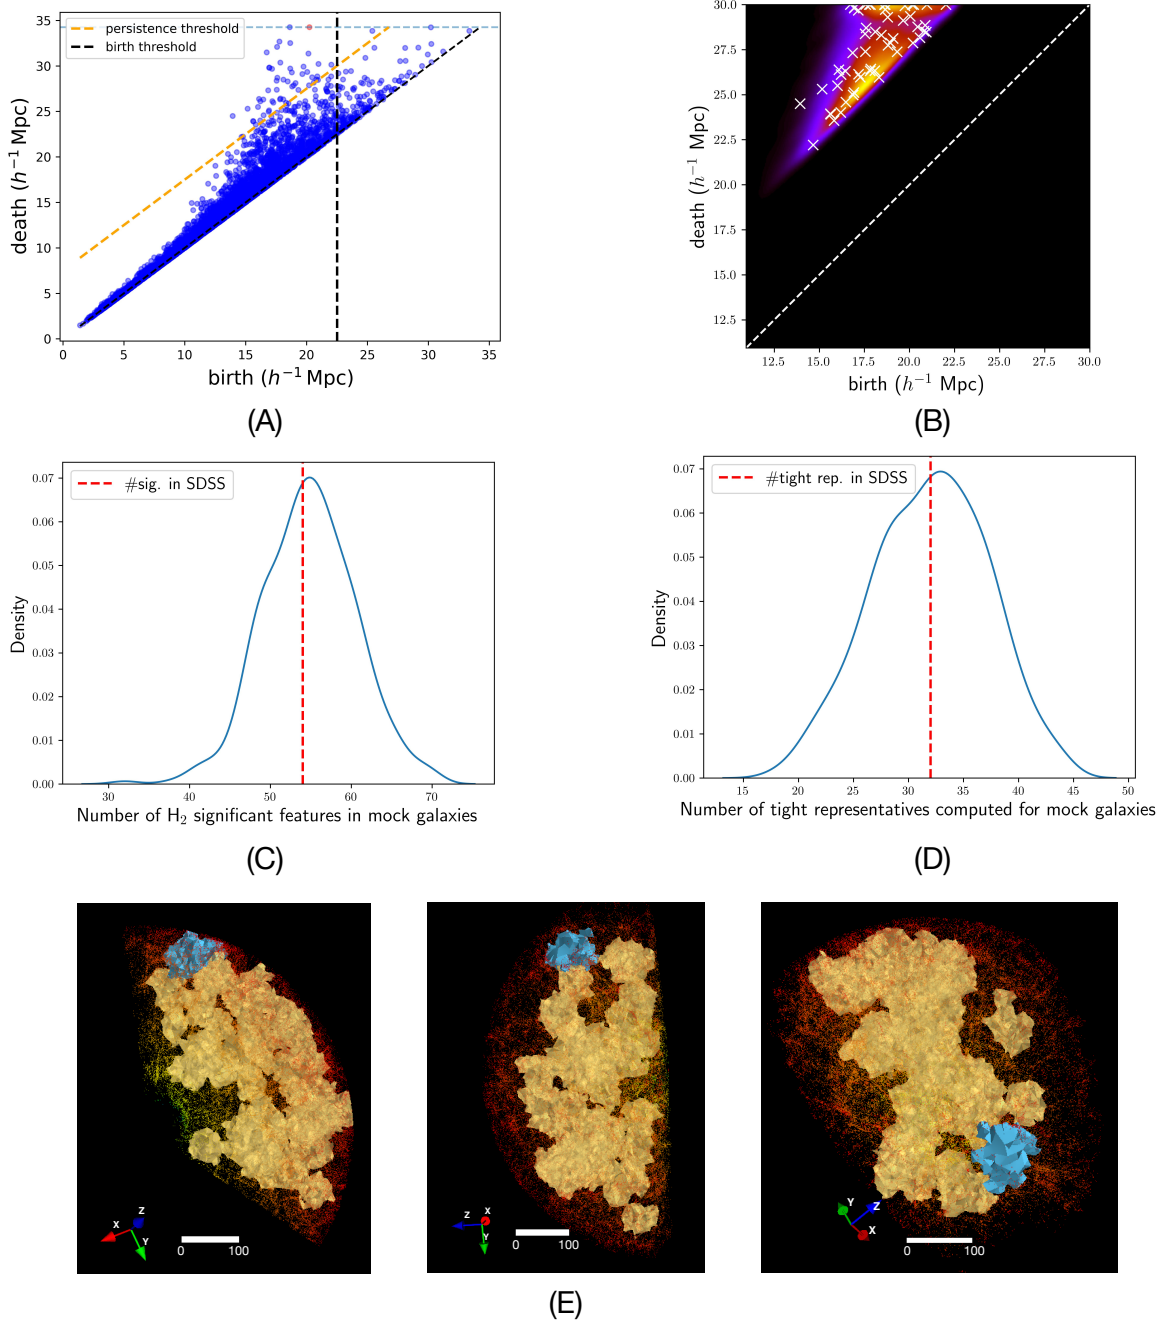 persistence threshold
birth threshold
35
30
25
20
15
10
5
0
death (h⁻¹ Mpc)
0 5 10 15 20 25 30 35
birth (h⁻¹ Mpc)
(A)
30.0
27.5
25.0
22.5
20.0
17.5
15.0
12.5
death (h⁻¹ Mpc)
12.5 15.0 17.5 20.0 22.5 25.0 27.5 30.0
birth (h⁻¹ Mpc)
(B)
#sig. in SDSS
0.07
0.06
0.05
0.04
0.03
0.02
0.01
0.00
Density
30 40 50 60 70
Number of H₂ significant features in mock galaxies
(C)
#tight rep. in SDSS
0.07
0.06
0.05
0.04
0.03
0.02
0.01
0.00
Density
15 20 25 30 35 40 45 50
Number of tight representatives computed for mock galaxies
(D)
X Z Y
0 100
Z X Y
0 100
Y Z X
0 100
(E)